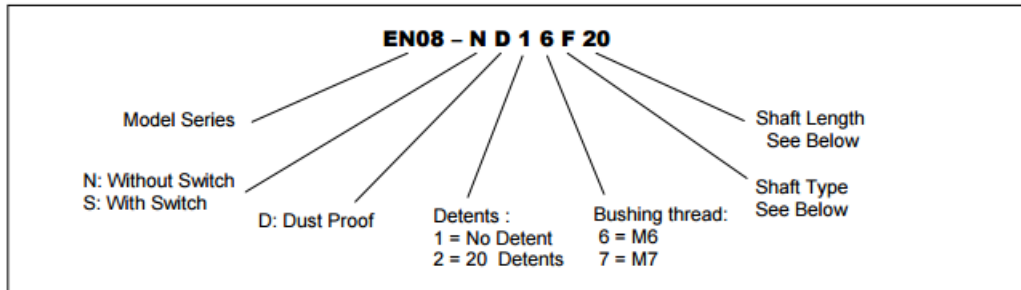 EN08 – N D 1 6 F 20
Model Series
Shaft Length
See Below
N: Without Switch
S: With Switch
Shaft Type
See Below
D: Dust Proof
Detents :
1 = No Detent
2 = 20 Detents
Bushing thread:
6 = M6
7 = M7